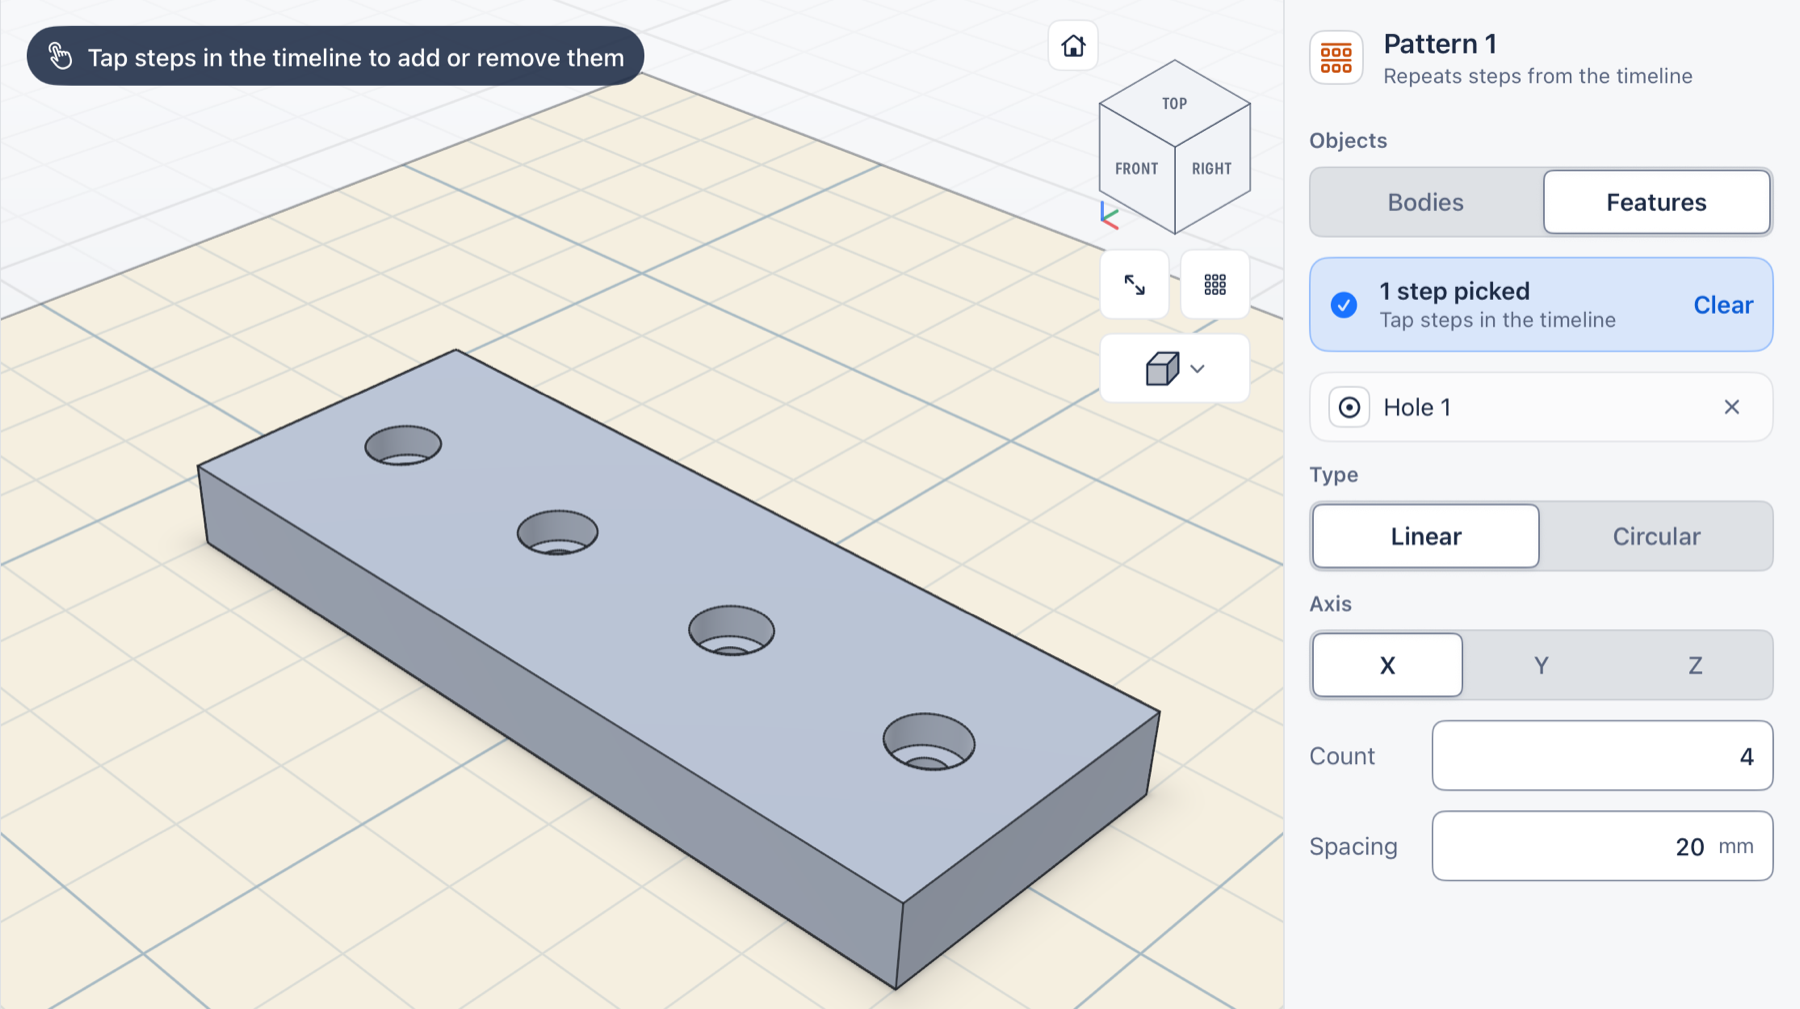 Tap steps in the timeline to add or remove them
TOP
FRONT
RIGHT
Pattern 1
Repeats steps from the timeline
Objects
Bodies
Features
1 step picked
Tap steps in the timeline
Clear
Hole 1
Type
Linear
Circular
Axis
X
Y
Z
Count
4
Spacing
20 mm